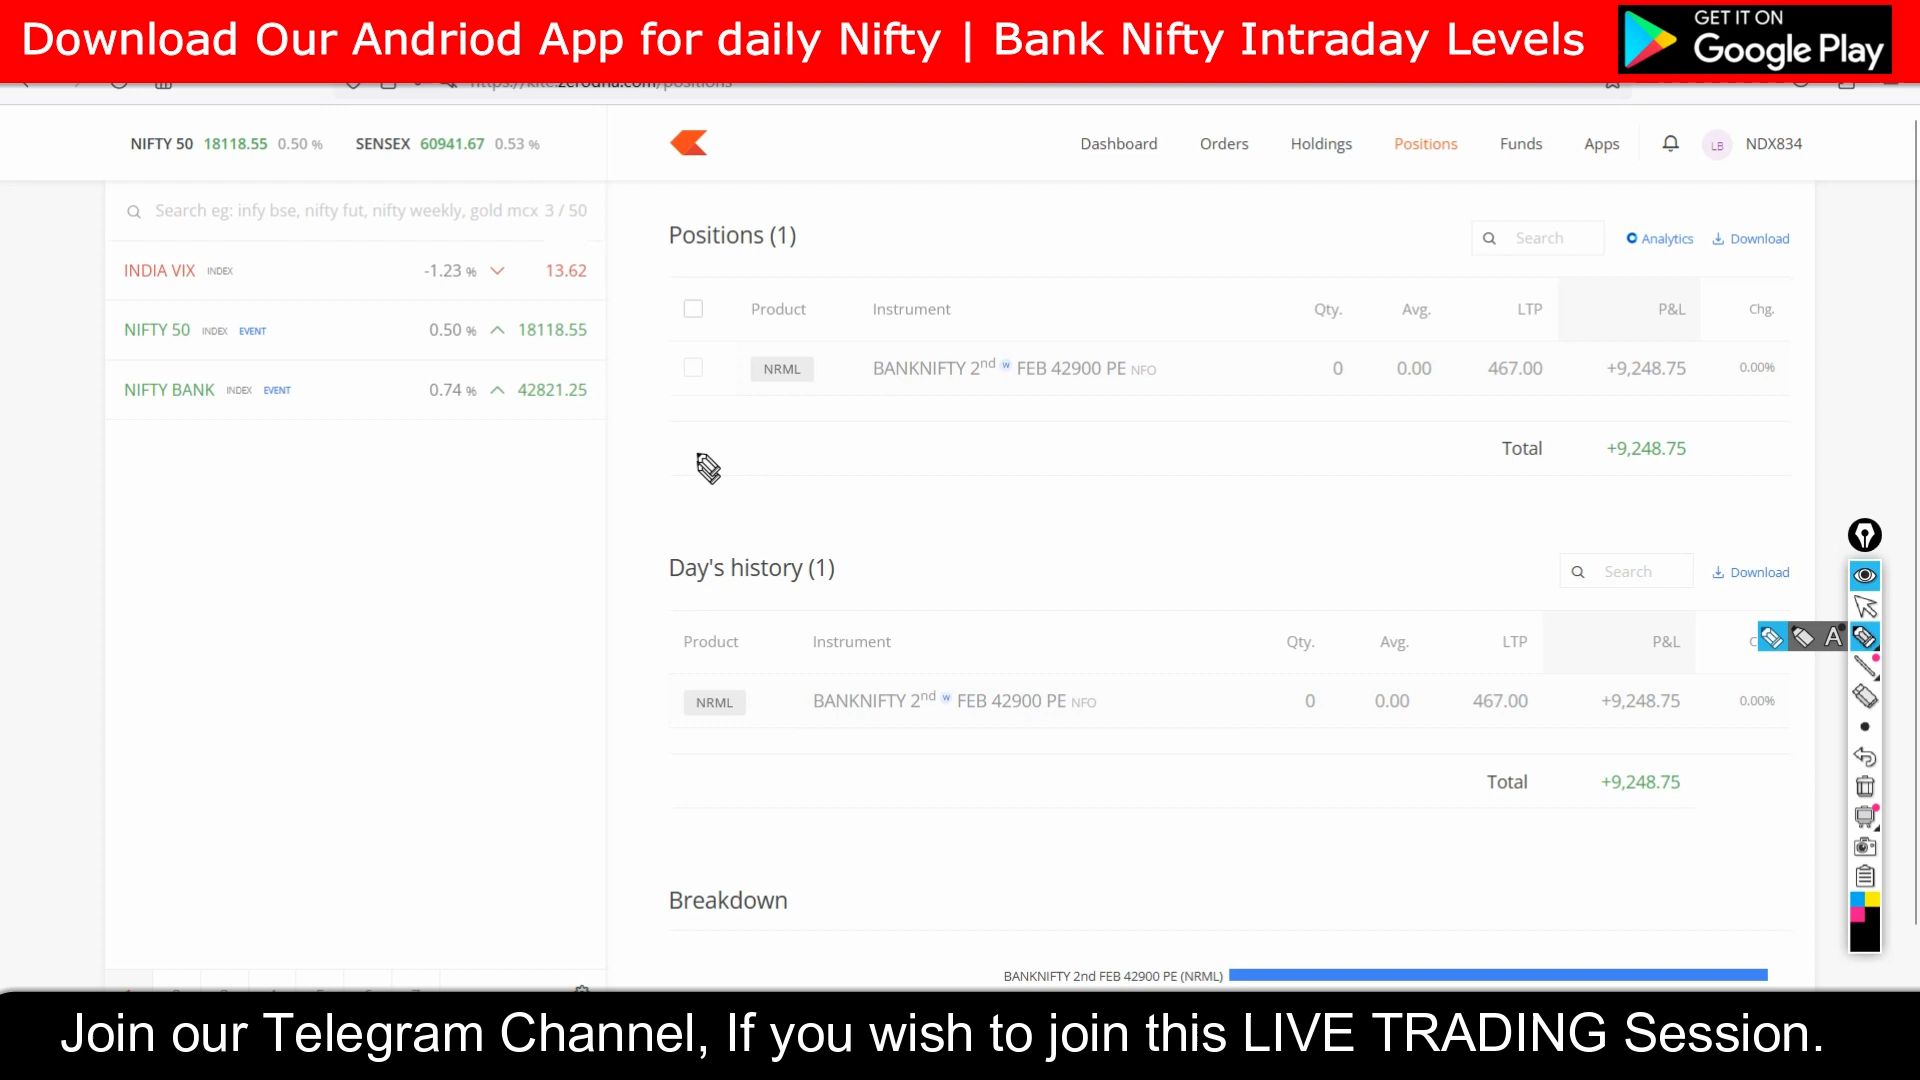 Download Our Andriod App for daily Nifty | Bank Nifty Intraday Levels
GET IT ON
Google Play
https://kite.zerodha.com/positions
NIFTY 50 18118.55 0.50 % SENSEX 60941.67 0.53 %
Dashboard Orders Holdings Positions Funds Apps LB NDX834
Search eg: infy bse, nifty fut, nifty weekly, gold mcx 3 / 50
INDIA VIX INDEX -1.23 % 13.62
NIFTY 50 INDEX EVENT 0.50 % 18118.55
NIFTY BANK INDEX EVENT 0.74 % 42821.25
Positions (1) Search Analytics Download
Product Instrument Qty. Avg. LTP P&L Chg.
NRML BANKNIFTY 2nd w FEB 42900 PE NFO 0 0.00 467.00 +9,248.75 0.00%
Total +9,248.75
Day's history (1) Search Download
Product Instrument Qty. Avg. LTP P&L
A
NRML BANKNIFTY 2nd w FEB 42900 PE NFO 0 0.00 467.00 +9,248.75 0.00%
Total +9,248.75
Breakdown
BANKNIFTY 2nd FEB 42900 PE (NRML)
Join our Telegram Channel, If you wish to join this LIVE TRADING Session.